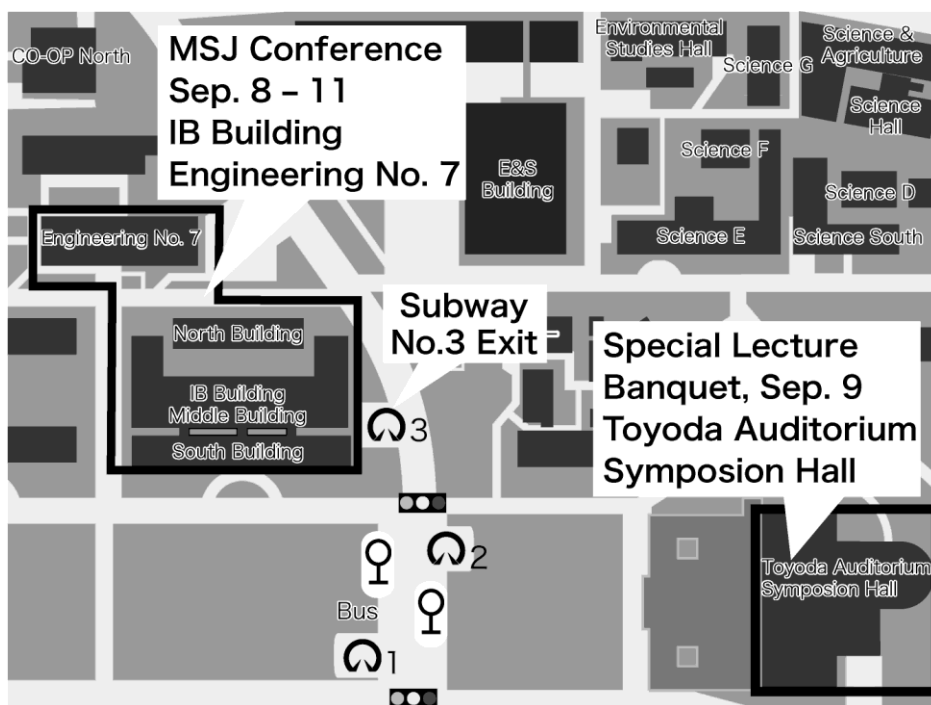 CO-OP North
MSJ Conference
Sep. 8 – 11
IB Building
Engineering No. 7
Environmental
Studies Hall
Science G
Science &
Agriculture
Science
Hall
E&S
Building
Science F
Science D
Science E
Science South
Engineering No. 7
Subway
No.3 Exit
North Building
IB Building
Middle Building
South Building
3
Special Lecture
Banquet, Sep. 9
Toyoda Auditorium
Symposion Hall
2
Toyoda Auditorium
Symposion Hall
Bus
1